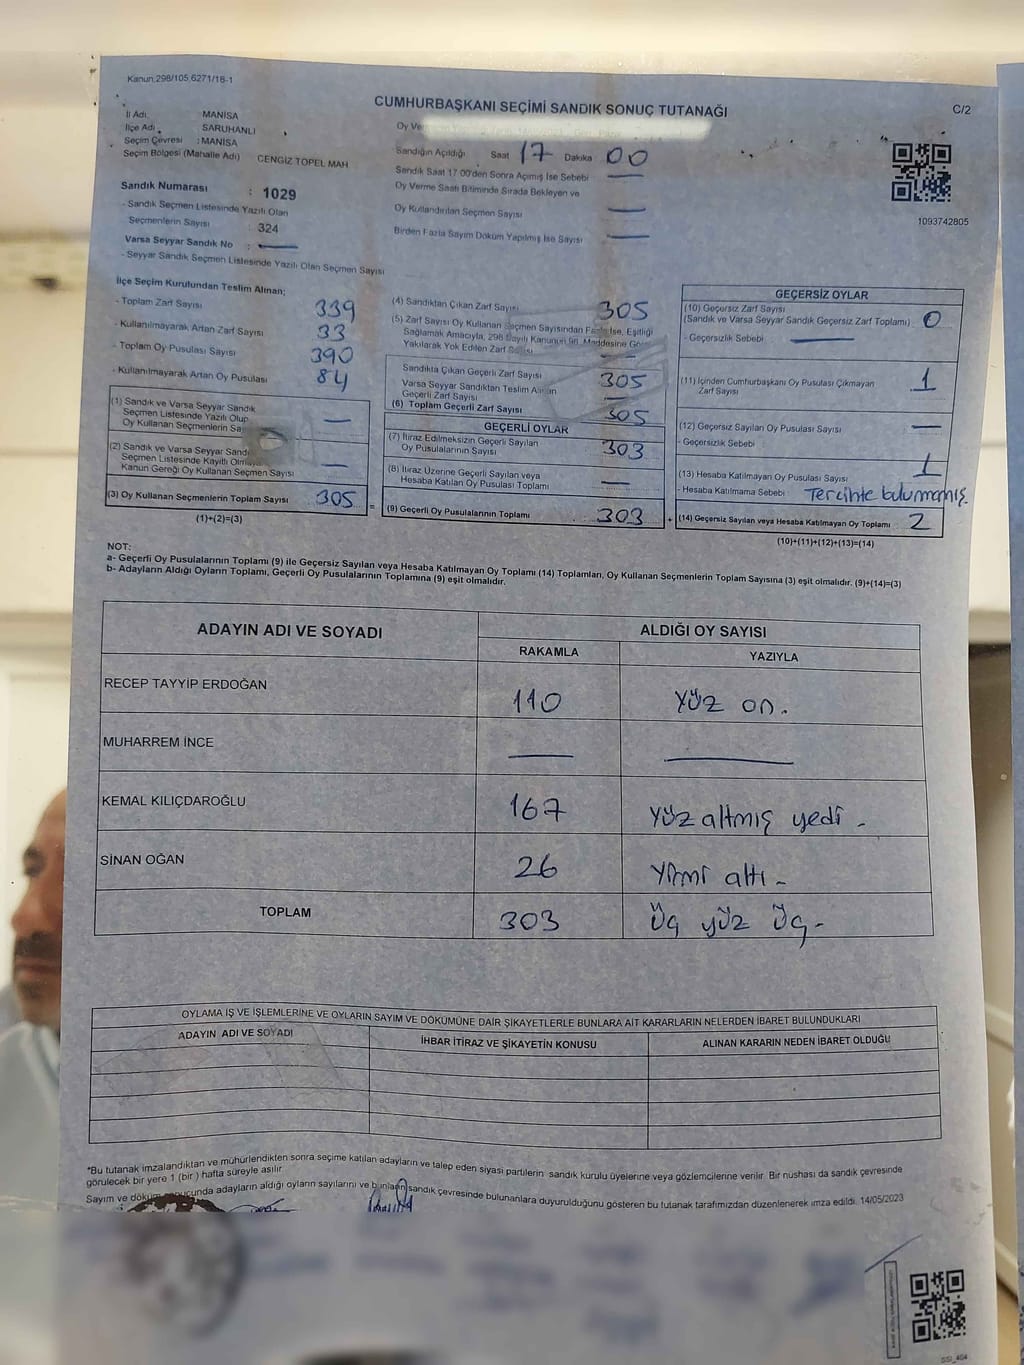 Kanun,298/105,6271/18-1
CUMHURBAŞKANI SEÇİMİ SANDIK SONUÇ TUTANAĞI
C/2
İl Adı : MANİSA
İlçe Adı : SARUHANLI
Seçim Çevresi : MANİSA
Seçim Bölgesi (Mahalle Adı) CENGİZ TOPEL MAH
Sandık Numarası : 1029
- Sandık Seçmen Listesinde Yazılı Olan
Seçmenlerin Sayısı : 324
Varsa Seyyar Sandık No : —
- Seyyar Sandık Seçmen Listesinde Yazılı Olan Seçmen Sayısı
Oy
Sandığın Açıldığı Saat 17 Dakika 00
Sandık Saat 17 00'den Sonra Açımış İse Sebebi —
Oy Verme Saati Bitiminde Sırada Bekleyen ve
Oy Kullandırılan Seçmen Sayısı —
Birden Fazla Sayım Döküm Yapılmış İse Sayısı —
1093742805
İlçe Seçim Kurulundan Teslim Alınan;
- Toplam Zarf Sayısı 339
- Kullanılmayarak Artan Zarf Sayısı 33
- Toplam Oy Pusulası Sayısı 390
- Kullanılmayarak Artan Oy Pusulası 84
(1) Sandık ve Varsa Seyyar Sandık
Seçmen Listesinde Yazılı Olup
Oy Kullanan Seçmenlerin —
(2) Sandık ve Varsa Seyyar
Seçmen Listesinde Kayıtlı
Kanun Gereği Oy Kullanan Seçmen Sayısı —
(3) Oy Kullanan Seçmenlerin Toplam Sayısı 305
(1)+(2)=(3)
(4) Sandıktan Çıkan Zarf Sayısı 305
(5) Zarf Sayısı Oy Kullanan Seçmen Sayısından Fazla İse, Eşitliği
Sağlamak Amacıyla, 298 Sayılı Kanunun 98. Maddesine Göre
Yakılarak Yok Edilen Zarf Sayısı —
Sandıkta Çıkan Geçerli Zarf Sayısı 305
Varsa Seyyar Sandıktan Teslim Alınan
Geçerli Zarf Sayısı —
(6) Toplam Geçerli Zarf Sayısı 305
GEÇERLİ OYLAR
(7) İtiraz Edilmeksizin Geçerli Sayılan
Oy Pusulalarının Sayısı 303
(8) İtiraz Üzerine Geçerli Sayılan veya
Hesaba Katılan Oy Pusulası Toplamı —
(9) Geçerli Oy Pusulalarının Toplamı 303
GEÇERSİZ OYLAR
(10) Geçersiz Zarf Sayısı
(Sandık ve Varsa Seyyar Sandık Geçersiz Zarf Toplamı) 0
- Geçersizlik Sebebi —
(11) İçinden Cumhurbaşkanı Oy Pusulası Çıkmayan
Zarf Sayısı 1
(12) Geçersiz Sayılan Oy Pusulası Sayısı —
- Geçersizlik Sebebi
(13) Hesaba Katılmayan Oy Pusulası Sayısı 1
- Hesaba Katılmama Sebebi Tercihte bulunmamış.
(14) Geçersiz Sayılan veya Hesaba Katılmayan Oy Toplamı 2
(10)+(11)+(12)+(13)=(14)
NOT:
a- Geçerli Oy Pusulalarının Toplamı (9) ile Geçersiz Sayılan veya Hesaba Katılmayan Oy Toplamı (14) Toplamları, Oy Kullanan Seçmenlerin Toplam Sayısına (3) eşit olmalıdır. (9)+(14)=(3)
b- Adayların Aldığı Oyların Toplamı, Geçerli Oy Pusulalarının Toplamına (9) eşit olmalıdır.
ADAYIN ADI VE SOYADI ALDIĞI OY SAYISI
RAKAMLA YAZIYLA
RECEP TAYYİP ERDOĞAN 110 Yüz on.
MUHARREM İNCE — —
KEMAL KILIÇDAROĞLU 167 Yüz altmış yedi -
SİNAN OĞAN 26 Yirmi altı -
TOPLAM 303 Üç yüz üç -
OYLAMA İŞ VE İŞLEMLERİNE VE OYLARIN SAYIM VE DÖKÜMÜNE DAİR ŞİKAYETLERLE BUNLARA AİT KARARLARIN NELERDEN İBARET BULUNDUKLARI
ADAYIN ADI VE SOYADI İHBAR İTİRAZ VE ŞİKAYETİN KONUSU ALINAN KARARIN NEDEN İBARET OLDUĞU
*Bu tutanak imzalandıktan ve mühürlendikten sonra seçime katılan adayların ve talep eden siyasi partilerin sandık kurulu üyelerine veya gözlemcilerine verilir. Bir nüshası da sandık çevresinde
görülecek bir yere 1 (bir) hafta süreyle asılır
Sayım ve döküm sonucunda adayların aldığı oyların sayılarını ve bunların sandık çevresinde bulunanlara duyurulduğunu gösteren bu tutanak tarafımızdan düzenlenerek imza edildi. 14/05/2023